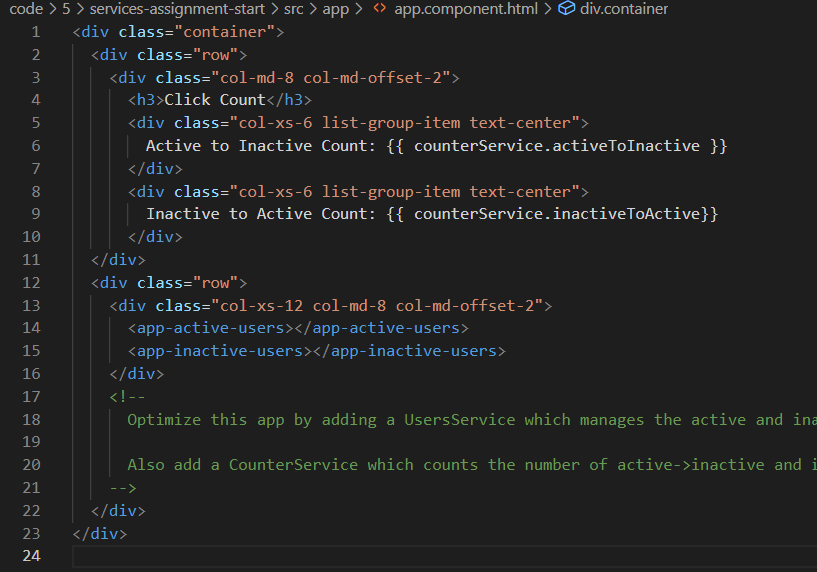 code > 5 > services-assignment-start > src > app > <> app.component.html > div.container
1 <div class="container">
2 <div class="row">
3 <div class="col-md-8 col-md-offset-2">
4 <h3>Click Count</h3>
5 <div class="col-xs-6 list-group-item text-center">
6 Active to Inactive Count: {{ counterService.activeToInactive }}
7 </div>
8 <div class="col-xs-6 list-group-item text-center">
9 Inactive to Active Count: {{ counterService.inactiveToActive}}
10 </div>
11 </div>
12 <div class="row">
13 <div class="col-xs-12 col-md-8 col-md-offset-2">
14 <app-active-users></app-active-users>
15 <app-inactive-users></app-inactive-users>
16 </div>
17 <!--
18 Optimize this app by adding a UsersService which manages the active and ina
19
20 Also add a CounterService which counts the number of active->inactive and i
21 -->
22 </div>
23 </div>
24